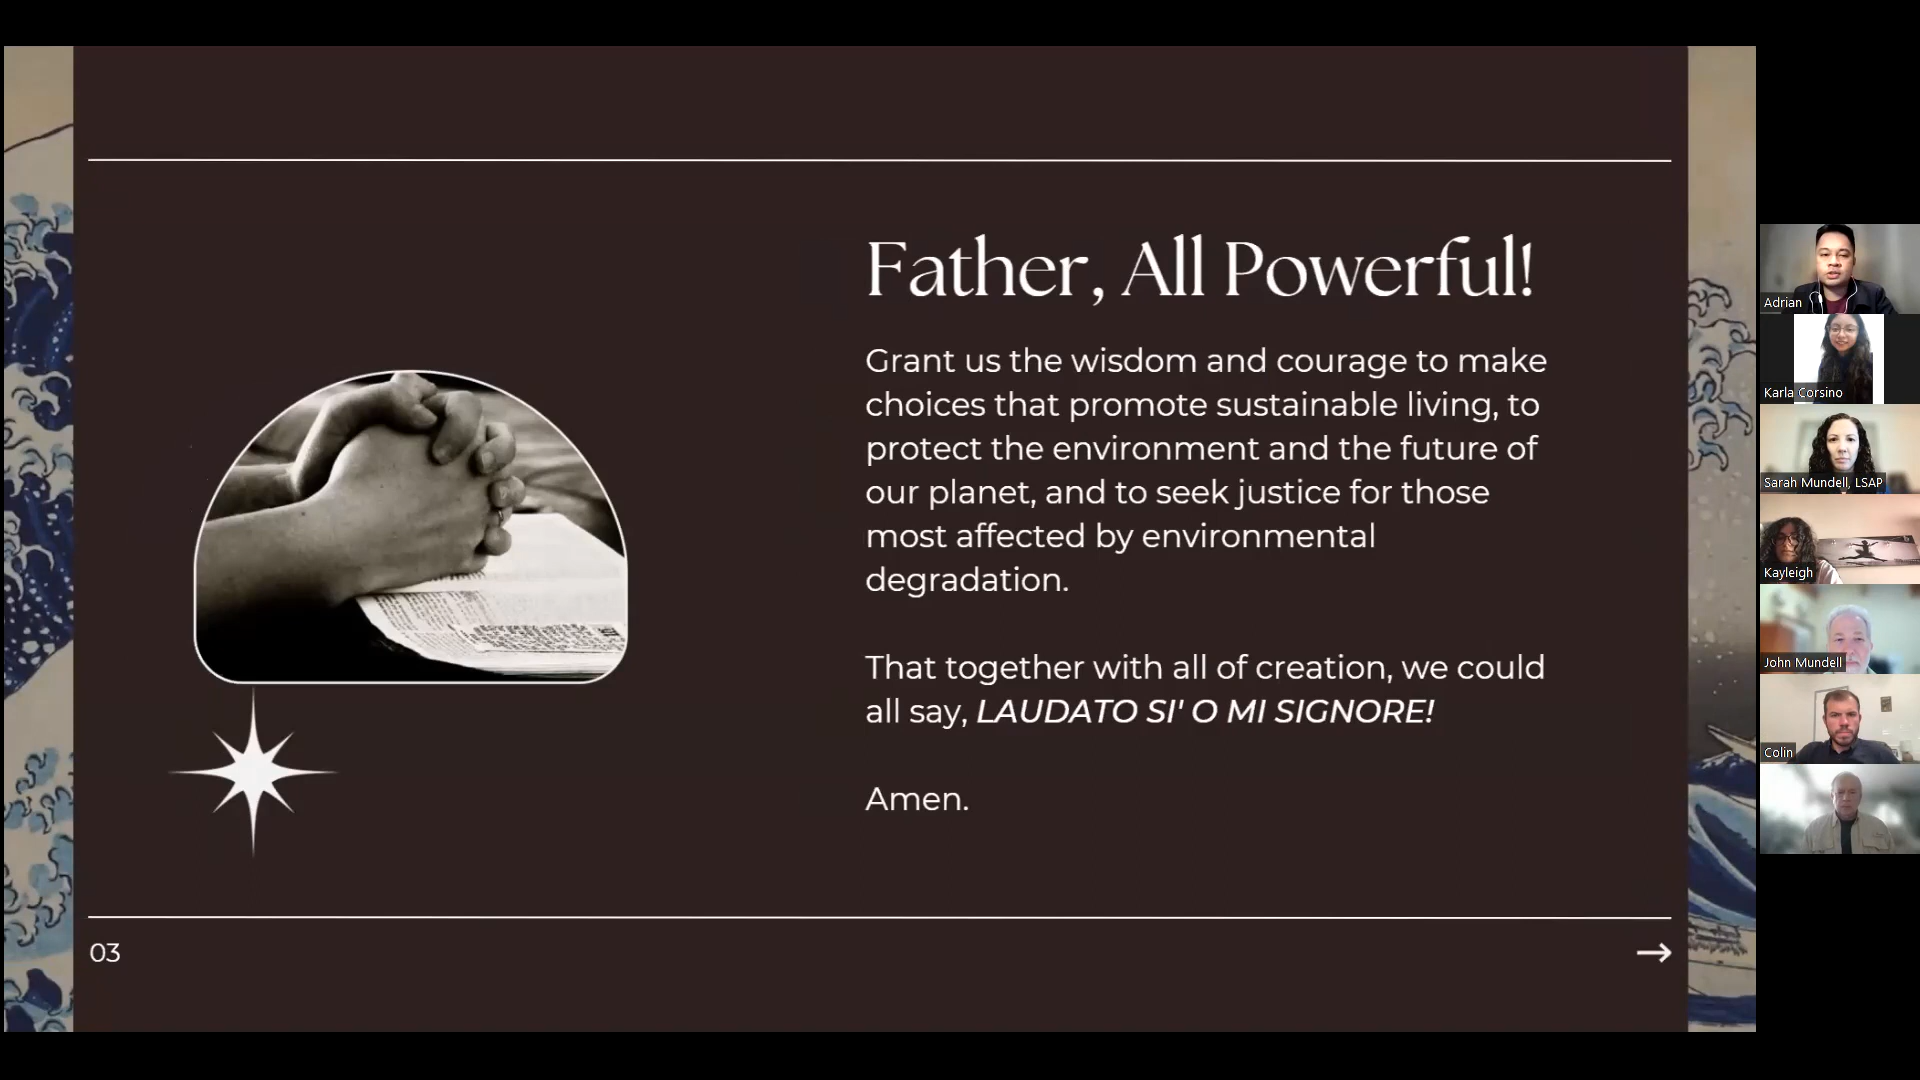 Father, All Powerful!
Grant us the wisdom and courage to make
choices that promote sustainable living, to
protect the environment and the future of
our planet, and to seek justice for those
most affected by environmental
degradation.
That together with all of creation, we could
all say, LAUDATO SI' O MI SIGNORE!
Amen.
03
Adrian
Karla Corsino
Sarah Mundell, LSAP
Kayleigh
John Mundell
Colin